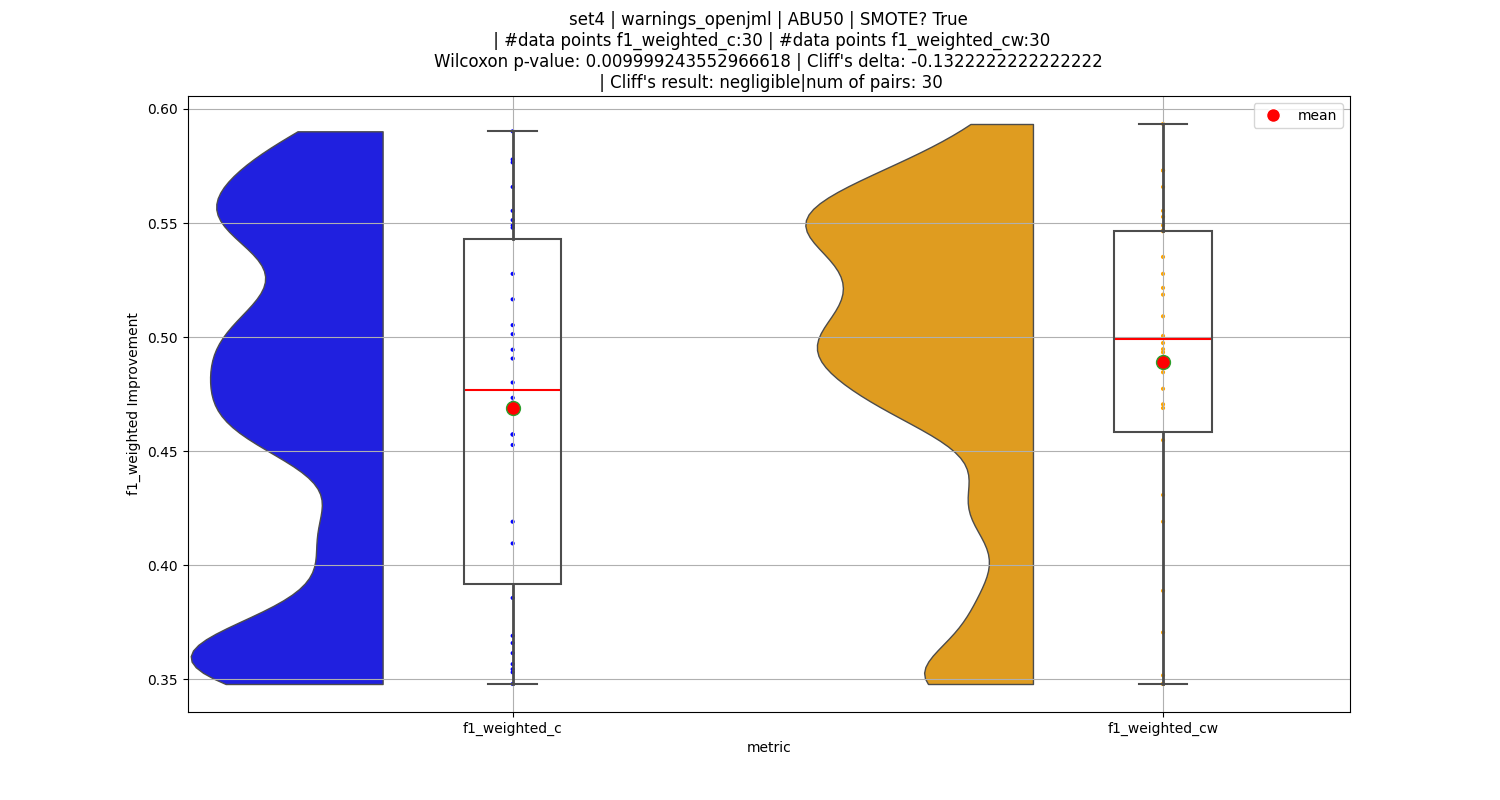 set4 | warnings_openjml | ABU50 | SMOTE? True
| #data points f1_weighted_c:30 | #data points f1_weighted_cw:30
Wilcoxon p-value: 0.009999243552966618 | Cliff's delta: -0.1322222222222222
| Cliff's result: negligible|num of pairs: 30
mean
0.60
0.55
0.50
0.45
0.40
0.35
f1_weighted Improvement
f1_weighted_c
f1_weighted_cw
metric